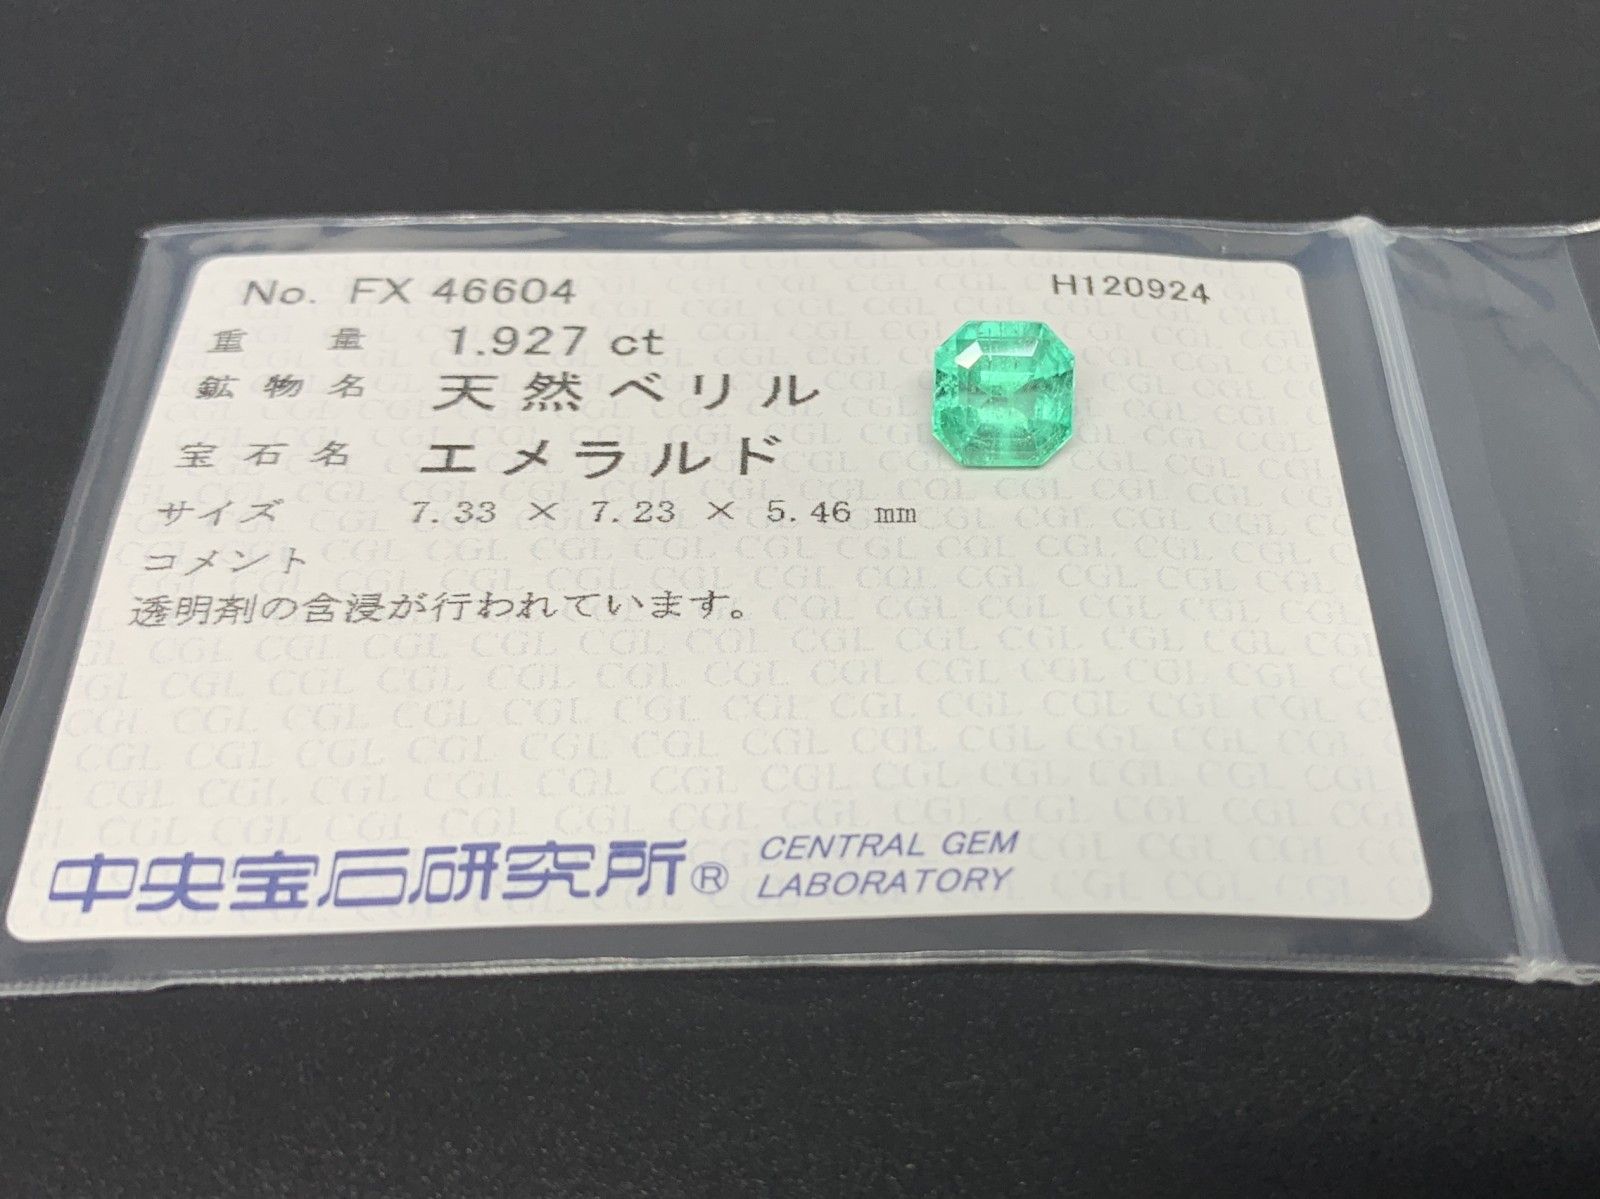 No. FX 46604 H120924
重量 1.927 ct
鉱物名 天然ベリル
宝石名 エメラルド
サイズ 7.33 × 7.23 × 5.46 mm
コメント
透明剤の含浸が行われています。
中央宝石研究所® CENTRAL GEM
LABORATORY